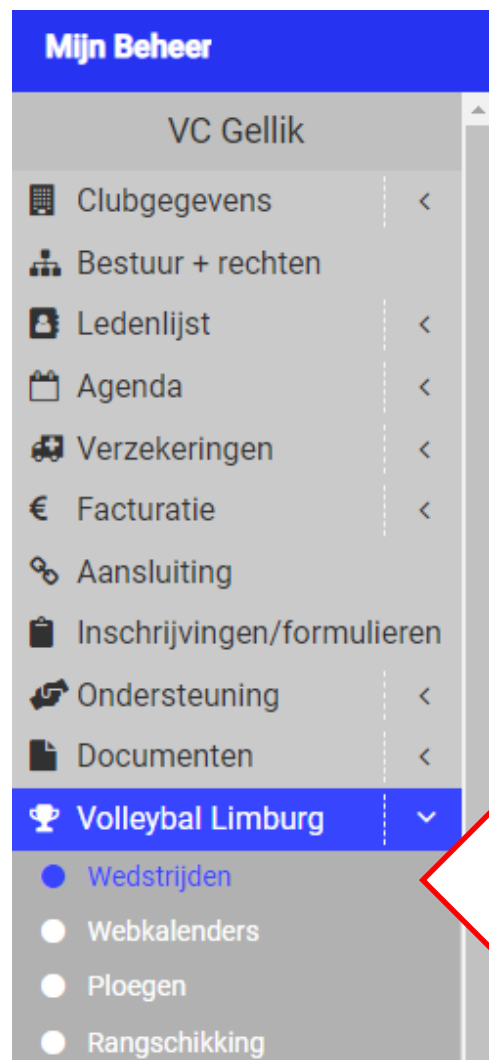 Mijn Beheer
VC Gellik
Clubgegevens
Bestuur + rechten
Ledenlijst
Agenda
Verzekeringen
€ Facturatie
Aansluiting
Inschrijvingen/formulieren
Ondersteuning
Documenten
Volleybal Limburg
Wedstrijden
Webkalenders
Ploegen
Rangschikking